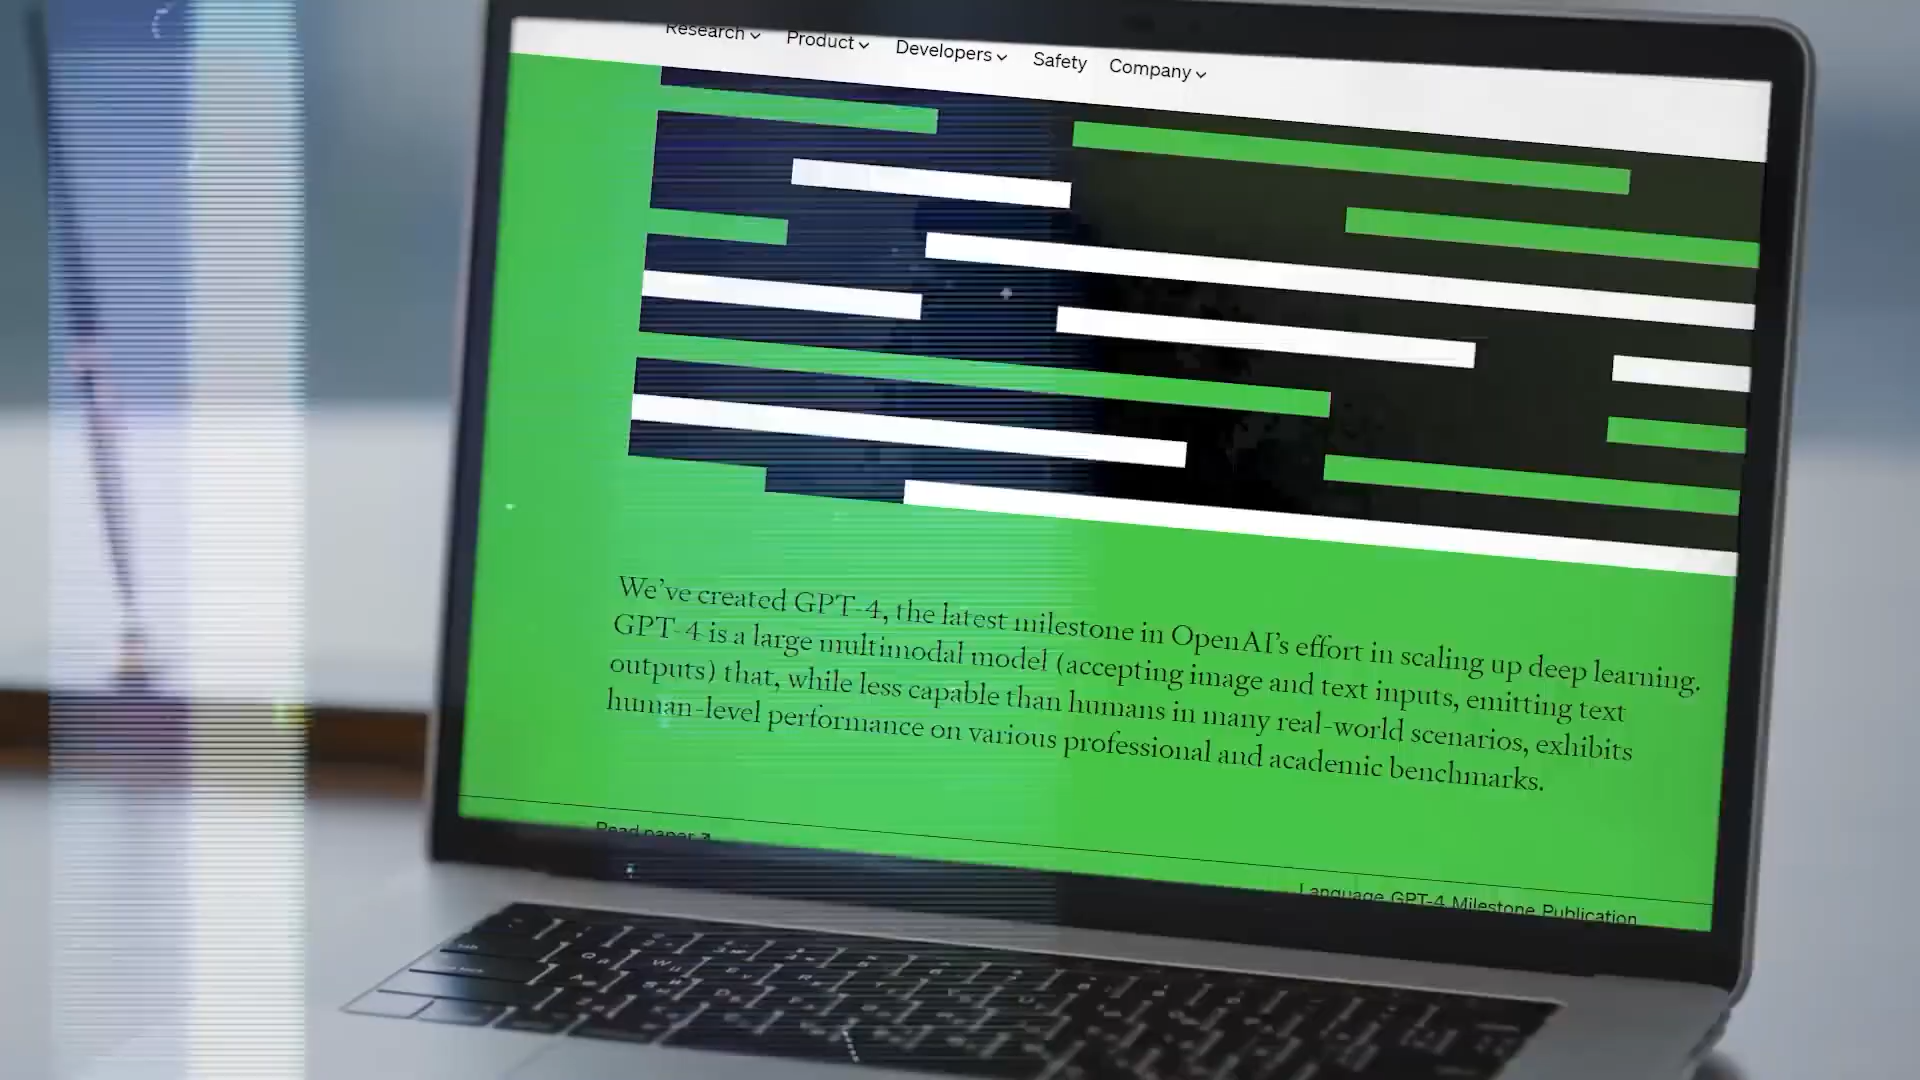 Research
Product
Developers
Safety
Company
We've created GPT-4, the latest milestone in OpenAI's effort in scaling up deep learning.
GPT-4 is a large multimodal model (accepting image and text inputs, emitting text
outputs) that, while less capable than humans in many real-world scenarios, exhibits
human-level performance on various professional and academic benchmarks.
Read paper ↗
Language GPT-4 Milestone Publication